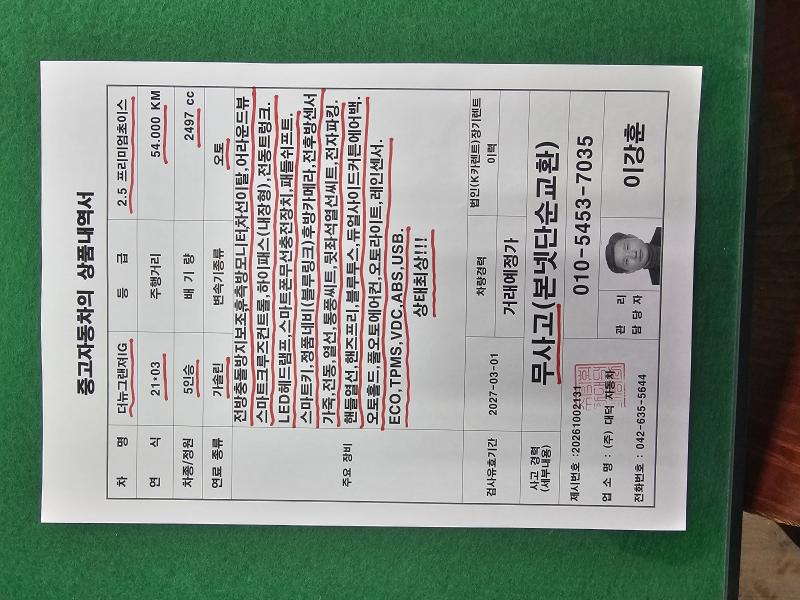 중고자동차의 상품내역서
차 명 더뉴그랜져IG 등 급 2.5 프리미엄초이스
연 식 21*03 주행거리 54.000 KM
차종/정원 5인승 배 기 량 2497 cc
연료 종류 가솔린 변속기종류 오토
주요 장비
전방충돌방지보조,후측방모니터,차선이탈,어라운드뷰
스마트크루즈컨트롤,하이패스(내장형),전동트렁크.
LED헤드램프,스마트폰무선충전장치,패들쉬프트.
스마트키,정품네비(블루링크)후방카메라,전후방센서
가죽,전동,열선,통풍씨트,뒷좌석열선씨트,전자파킹.
핸들열선,핸즈프리,블루투스,듀얼사이드커튼에어백.
오토홀드,풀오토에어컨,오토라이트,레인센서.
ECO,TPMS,VDC,ABS,USB.
상태최상!!!
검사유효기간 2027-03-01 차량경력 법인(K카렌트)장기렌트
이력
거래예정가
사고 경력
(세부내용)
무사고(본넷단순교환)
제시번호 :20261002131
업 소 명 : (주) 대덕 자동차
전화번호 : 042-635-5644
관 리
담 당 자
010-5453-7035
이강훈